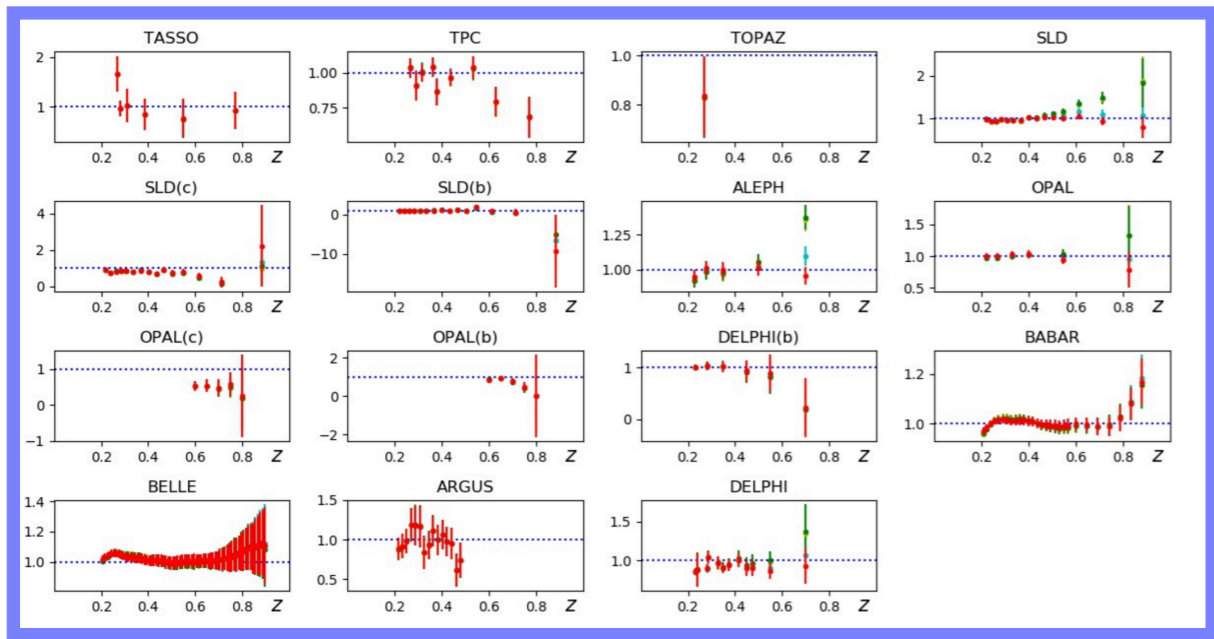 TASSO TPC TOPAZ SLD
2 1
1.00 0.75
1.0 0.8
2 1
0.2 0.4 0.6 0.8 Z 0.2 0.4 0.6 0.8 Z 0.2 0.4 0.6 0.8 Z 0.2 0.4 0.6 0.8 Z
SLD(c) SLD(b) ALEPH OPAL
4 2 0
0 −10
1.25 1.00
1.5 1.0 0.5
0.2 0.4 0.6 0.8 Z 0.2 0.4 0.6 0.8 Z 0.2 0.4 0.6 0.8 Z 0.2 0.4 0.6 0.8 Z
OPAL(c) OPAL(b) DELPHI(b) BABAR
1 0 −1
2 0 −2
1 0
1.2 1.0
0.2 0.4 0.6 0.8 Z 0.2 0.4 0.6 0.8 Z 0.2 0.4 0.6 0.8 Z 0.2 0.4 0.6 0.8 Z
BELLE ARGUS DELPHI
1.4 1.2 1.0
1.5 1.0 0.5
1.5 1.0
0.2 0.4 0.6 0.8 Z 0.2 0.4 0.6 0.8 Z 0.2 0.4 0.6 0.8 Z